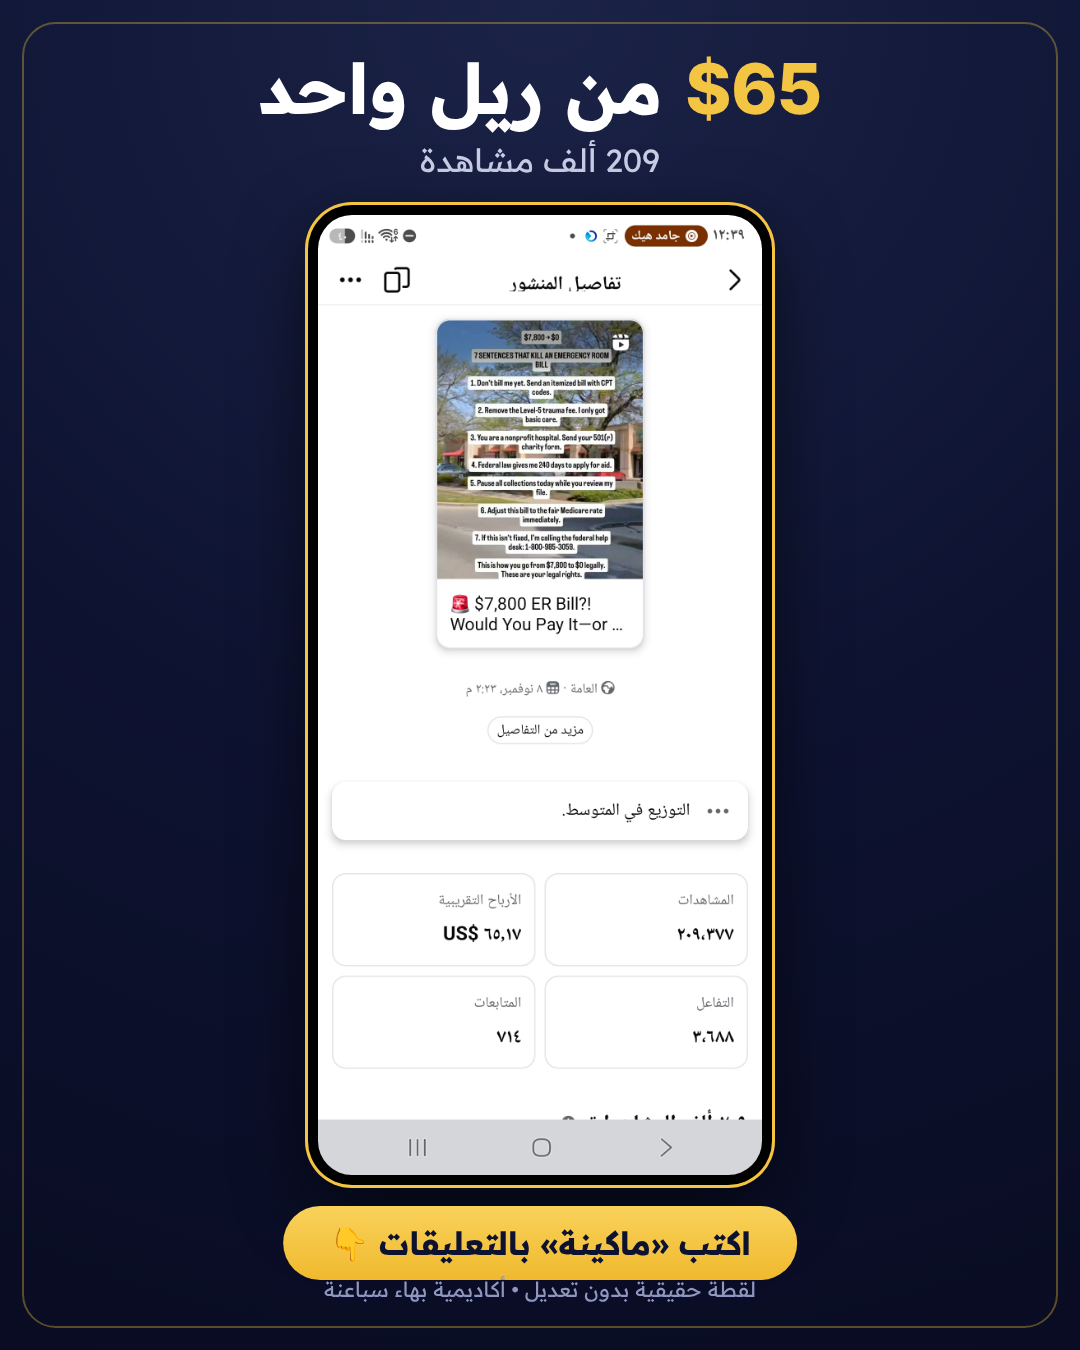 $65 من ريل واحد
209 ألف مشاهدة
١٢:٣٩ جامد هيك
تفاصيل المنشور
$7,800 → $0
7 SENTENCES THAT KILL AN EMERGENCY ROOM
BILL
1. Don't bill me yet. Send an itemized bill with CPT
codes.
2. Remove the Level-5 trauma fee. I only got
basic care.
3. You are a nonprofit hospital. Send your 501(r)
charity form.
4. Federal law gives me 240 days to apply for aid.
5. Pause all collections today while you review my
file.
6. Adjust this bill to the fair Medicare rate
immediately.
7. If this isn't fixed, I'm calling the federal help
desk: 1-800-985-3059.
This is how you go from $7,800 to $0 legally.
These are your legal rights.
🚨 $7,800 ER Bill?!
Would You Pay It—or ...
العامة · ٨ نوفمبر، ٢:٢٣ م
مزيد من التفاصيل
التوزيع في المتوسط.
المشاهدات
٢٠٩,٣٧٧
الأرباح التقريبية
US$ ٦٥,١٧
التفاعل
٣,٦٨٨
المتابعات
٧١٤
اكتب «ماكينة» بالتعليقات 👇
لقطة حقيقية بدون تعديل • أكاديمية بهاء سباعنة